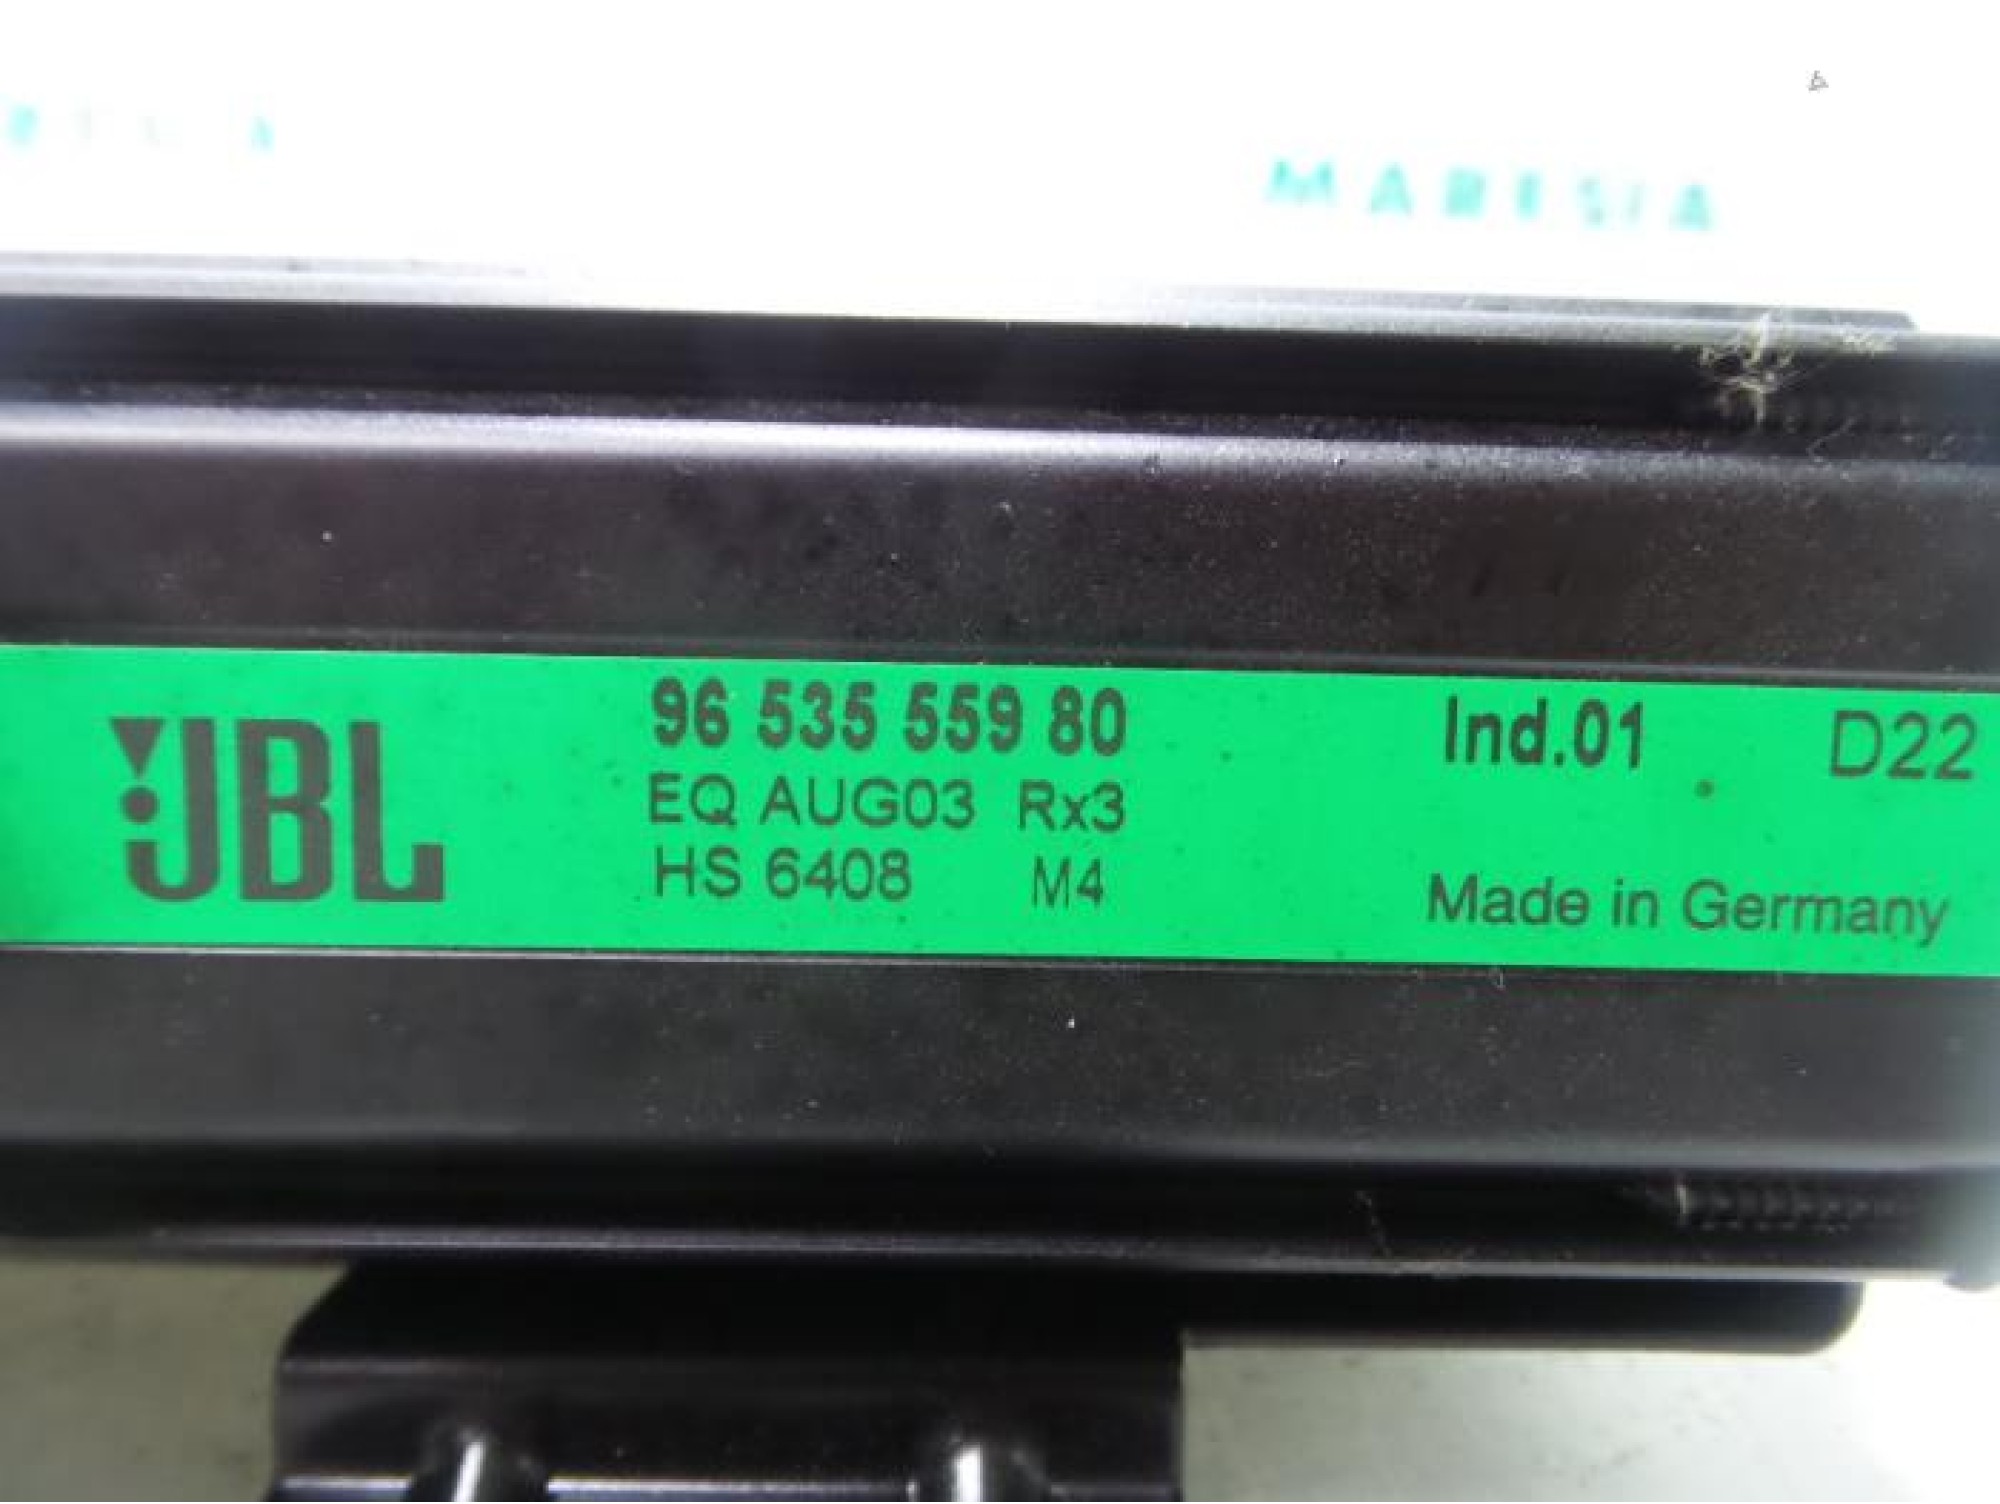 MARESIA
JBL
96 535 559 80 Ind.01 D22
EQ AUG03 Rx3
HS 6408 M4
Made in Germany